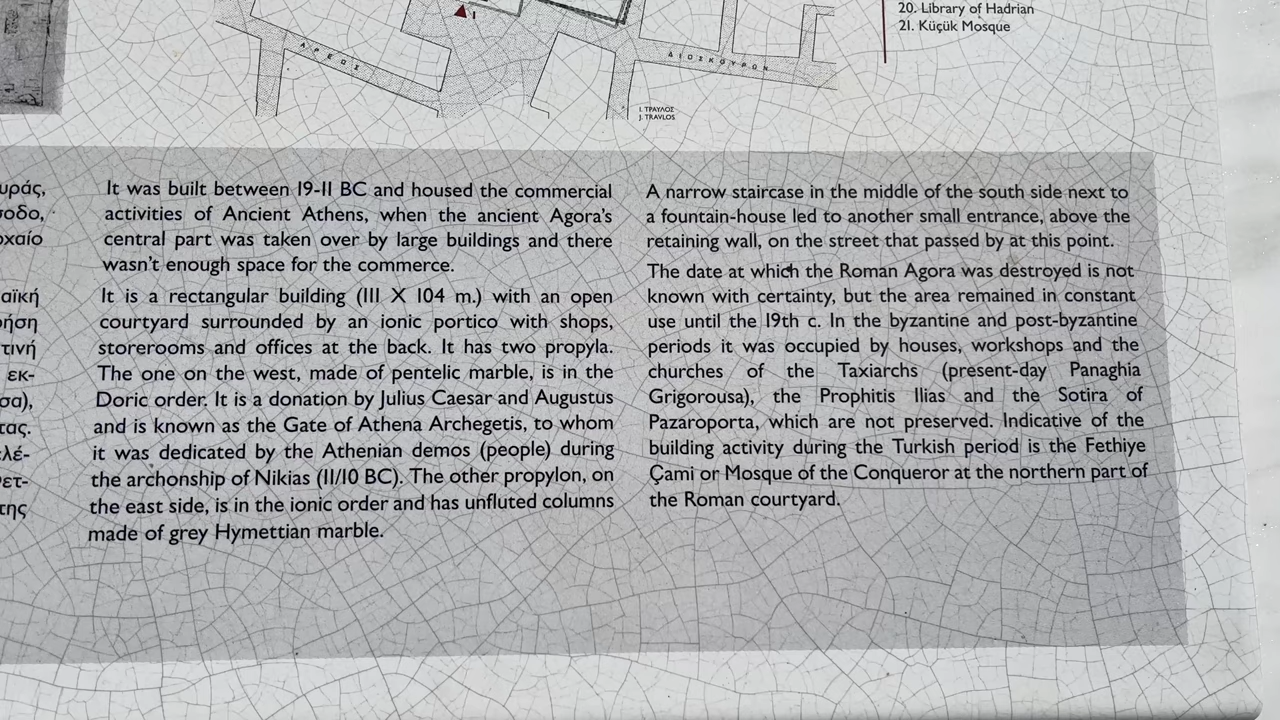 20. Library of Hadrian
21. Küçük Mosque
ΑΡΕΩΣ
ΔΙΟΣΚΟΥΡΩΝ
Ι. ΤΡΑΥΛΟΣ
J. TRAVLOS
υράς,
σοδο,
οχαίο
αϊκή
ρήση
τινή
εκ-
σα),
τας.
λέ-
ετ-
της
It was built between 19-11 BC and housed the commercial
activities of Ancient Athens, when the ancient Agora's
central part was taken over by large buildings and there
wasn't enough space for the commerce.
It is a rectangular building (111 X 104 m.) with an open
courtyard surrounded by an ionic portico with shops,
storerooms and offices at the back. It has two propyla.
The one on the west, made of pentelic marble, is in the
Doric order. It is a donation by Julius Caesar and Augustus
and is known as the Gate of Athena Archegetis, to whom
it was dedicated by the Athenian demos (people) during
the archonship of Nikias (11/10 BC). The other propylon, on
the east side, is in the ionic order and has unfluted columns
made of grey Hymettian marble.
A narrow staircase in the middle of the south side next to
a fountain-house led to another small entrance, above the
retaining wall, on the street that passed by at this point.
The date at which the Roman Agora was destroyed is not
known with certainty, but the area remained in constant
use until the 19th c. In the byzantine and post-byzantine
periods it was occupied by houses, workshops and the
churches of the Taxiarchs (present-day Panaghia
Grigorousa), the Prophitis Ilias and the Sotira of
Pazaroporta, which are not preserved. Indicative of the
building activity during the Turkish period is the Fethiye
Çami or Mosque of the Conqueror at the northern part of
the Roman courtyard.